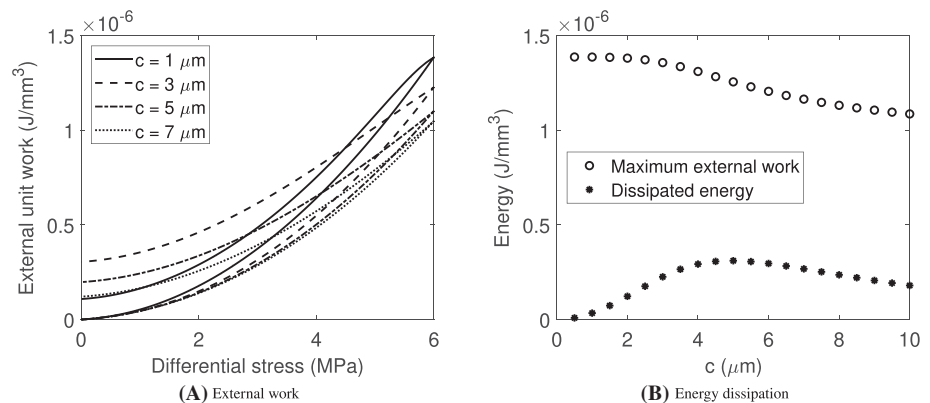 ×10⁻⁶
1.5
1
0.5
0
External unit work (J/mm³)
c = 1 μm
c = 3 μm
c = 5 μm
c = 7 μm
0 2 4 6
Differential stress (MPa)
(A) External work
×10⁻⁶
1.5
1
0.5
0
Energy (J/mm³)
Maximum external work
Dissipated energy
0 2 4 6 8 10
c (μm)
(B) Energy dissipation